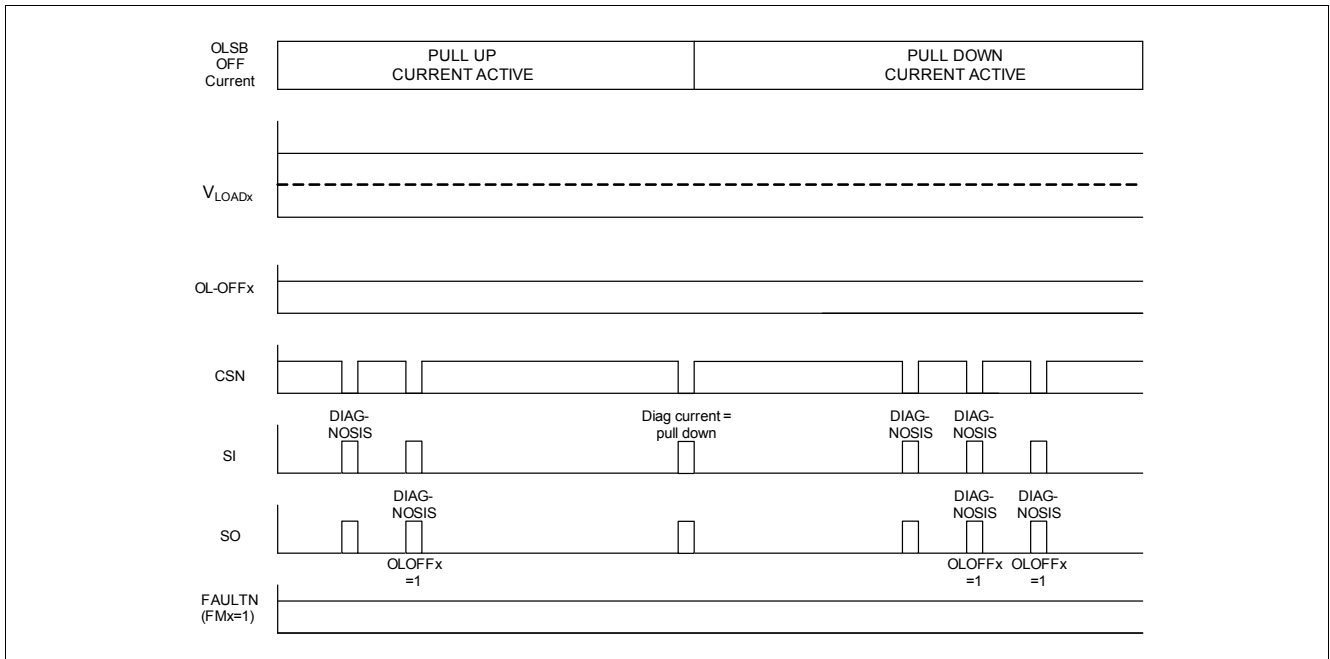 OLSB
OFF
Current
PULL UP
CURRENT ACTIVE
PULL DOWN
CURRENT ACTIVE
VLOADx
OL-OFFx
CSN
DIAG-
NOSIS
Diag current =
pull down
DIAG-
NOSIS
DIAG-
NOSIS
SI
DIAG-
NOSIS
DIAG-
NOSIS
DIAG-
NOSIS
SO
OLOFFx
=1
OLOFFx
=1
OLOFFx
=1
FAULTN
(FMx=1)